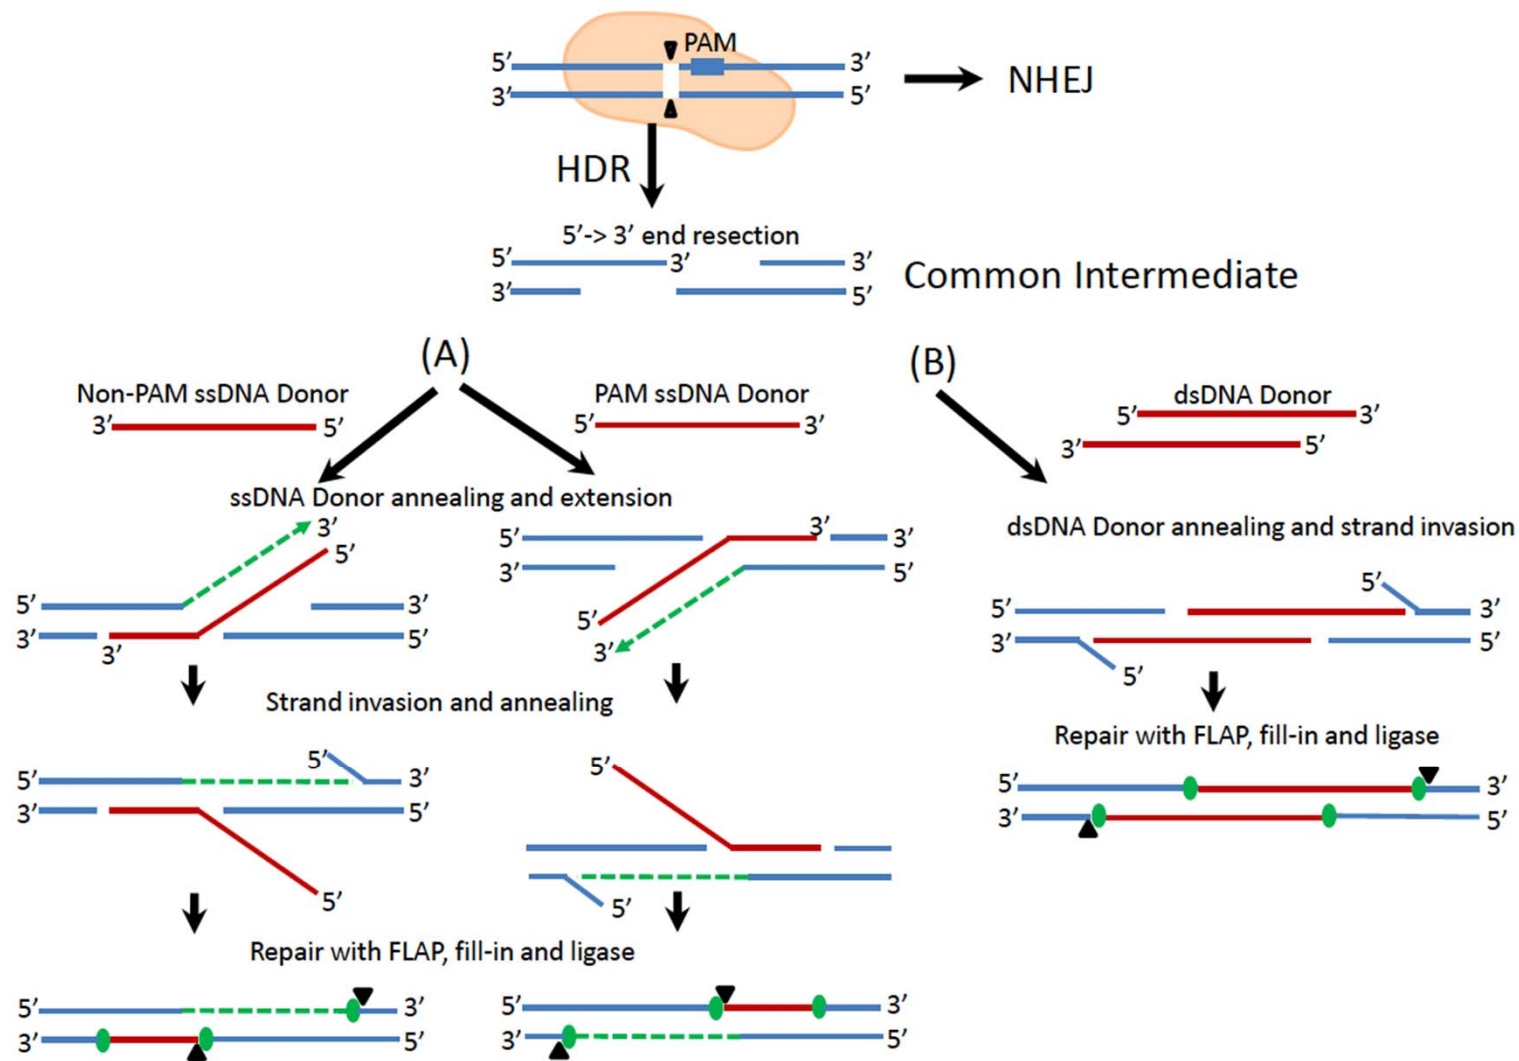 PAM
5’ 3’
3’ 5’
NHEJ
HDR
5’-> 3’ end resection
5’ 3’ 3’
3’ 5’
Common Intermediate
(A)
Non-PAM ssDNA Donor
3’ 5’
PAM ssDNA Donor
5’ 3’
ssDNA Donor annealing and extension
3’
5’
5’ 3’
3’ 5’
3’
3’
5’ 3’
3’ 5’
5’
3’
Strand invasion and annealing
5’
5’ 3’
3’ 5’
5’
5’
5’
Repair with FLAP, fill-in and ligase
5’ 3’
3’ 5’
5’ 3’
3’ 5’
(B)
dsDNA Donor
5’ 3’
3’ 5’
dsDNA Donor annealing and strand invasion
5’
5’ 3’
3’ 5’
5’
Repair with FLAP, fill-in and ligase
5’ 3’
3’ 5’